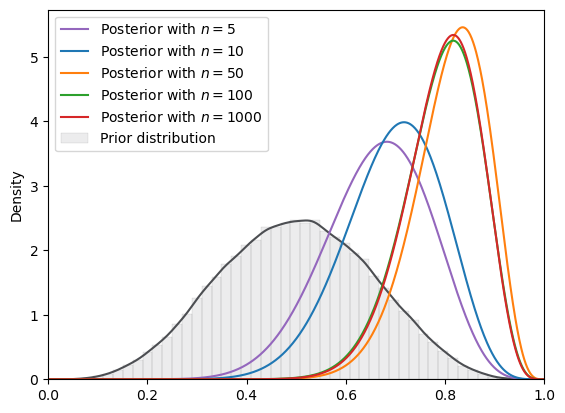 Posterior with n = 5
Posterior with n = 10
Posterior with n = 50
Posterior with n = 100
Posterior with n = 1000
Prior distribution
Density
5
4
3
2
1
0
0.0 0.2 0.4 0.6 0.8 1.0